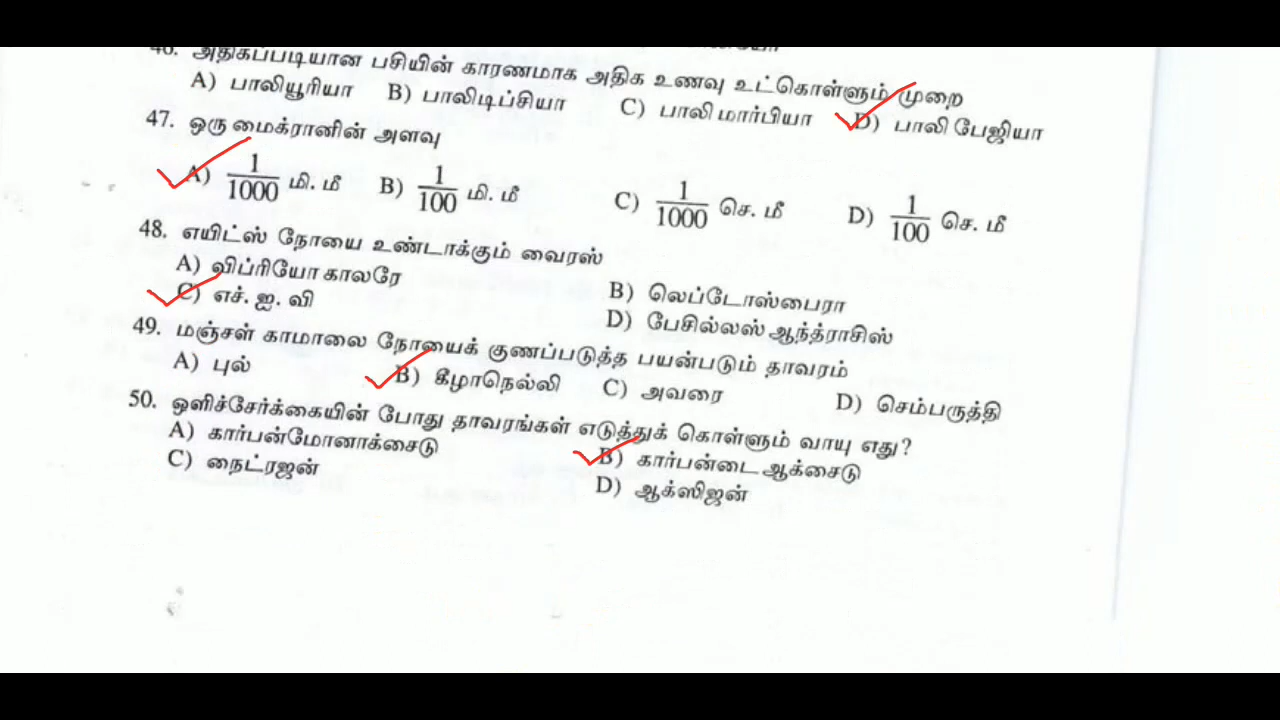 46. அதிகப்படியான பசியின் காரணமாக அதிக உணவு உட்கொள்ளும் முறை
A) பாலியூரியா B) பாலிடிப்சியா C) பாலி மார்பியா D) பாலி பேஜியா
47. ஒரு மைக்ரானின் அளவு
A) 1/1000 மி. மீ B) 1/100 மி. மீ C) 1/1000 செ. மீ D) 1/100 செ. மீ
48. எயிட்ஸ் நோயை உண்டாக்கும் வைரஸ்
A) விப்ரியோ காலரே B) லெப்டோஸ்பைரா
C) எச். ஐ. வி D) பேசில்லஸ் ஆந்த்ராசிஸ்
49. மஞ்சள் காமாலை நோயைக் குணப்படுத்த பயன்படும் தாவரம்
A) புல் B) கீழாநெல்லி C) அவரை D) செம்பருத்தி
50. ஒளிச்சேர்க்கையின் போது தாவரங்கள் எடுத்துக் கொள்ளும் வாயு எது?
A) கார்பன்மோனாக்சைடு B) கார்பன்டை ஆக்சைடு
C) நைட்ரஜன் D) ஆக்ஸிஜன்